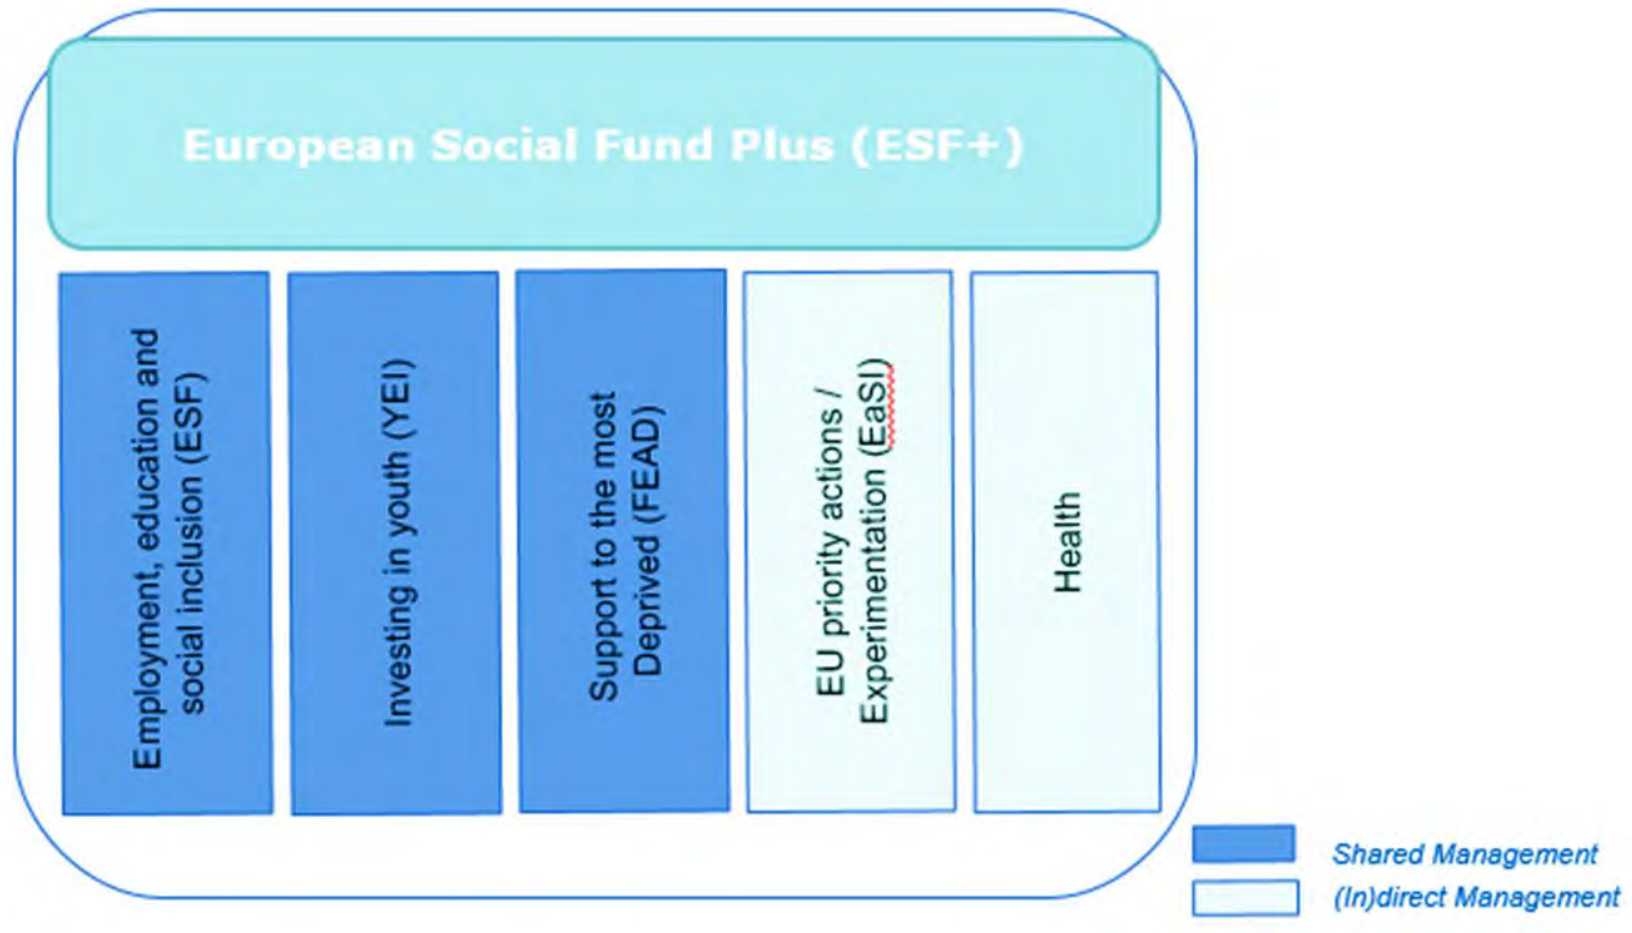 European Social Fund Plus (ESF+)
Employment, education and
social inclusion (ESF)
Investing in youth (YEI)
Support to the most
Deprived (FEAD)
EU priority actions /
Experimentation (EaSI)
Health
Shared Management
(In)direct Management